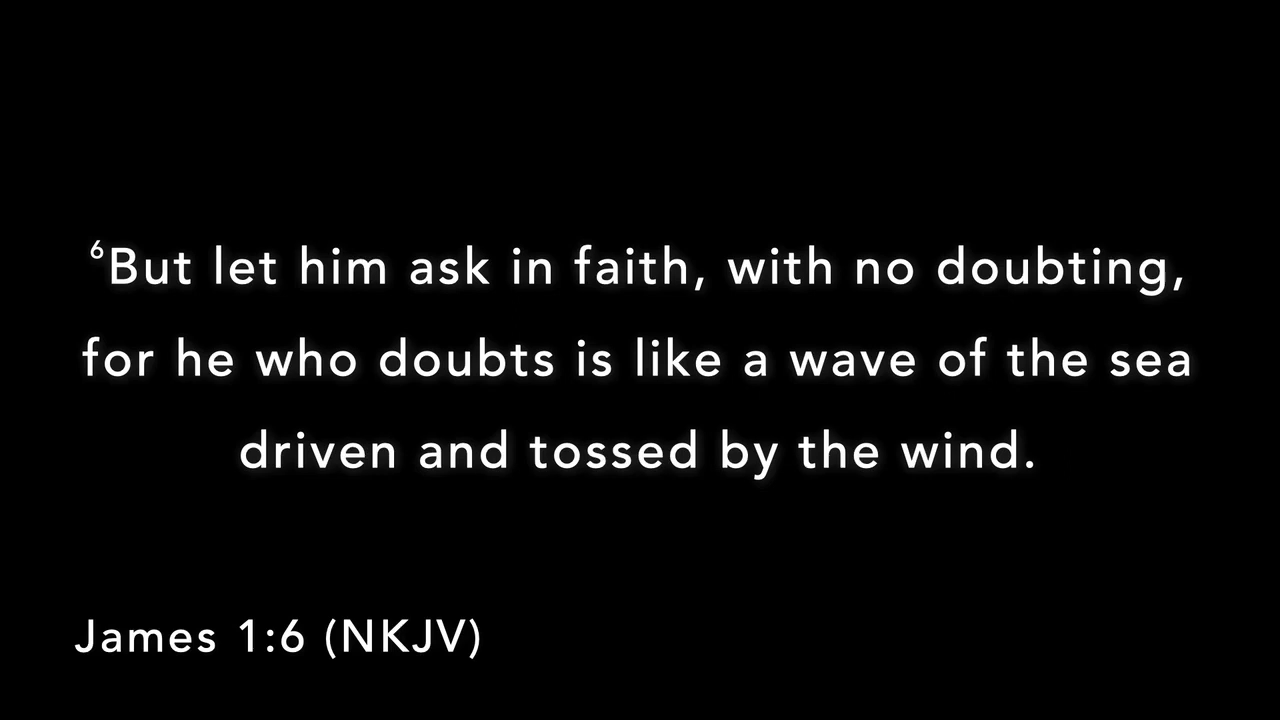 ⁶But let him ask in faith, with no doubting,
for he who doubts is like a wave of the sea
driven and tossed by the wind.
James 1:6 (NKJV)